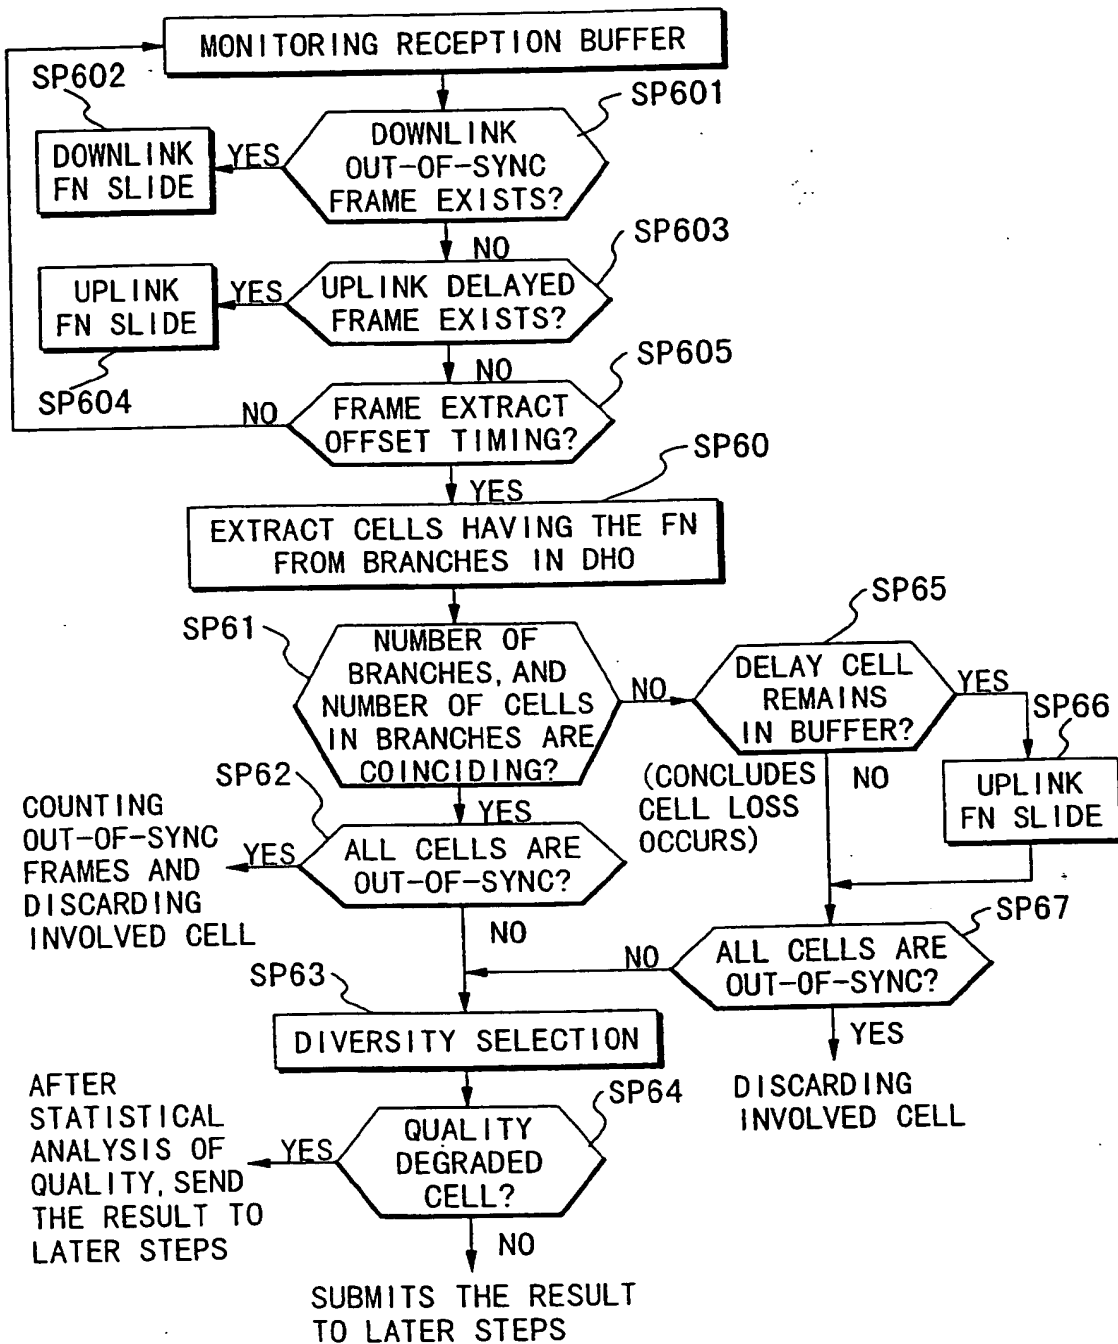 MONITORING RECEPTION BUFFER
SP602
SP601
DOWNLINK
OUT-OF-SYNC
FRAME EXISTS?
YES
DOWNLINK
FN SLIDE
NO
SP603
UPLINK DELAYED
FRAME EXISTS?
YES
UPLINK
FN SLIDE
SP604
NO
SP605
FRAME EXTRACT
OFFSET TIMING?
NO
YES
SP60
EXTRACT CELLS HAVING THE FN
FROM BRANCHES IN DHO
SP61
NUMBER OF
BRANCHES, AND
NUMBER OF CELLS
IN BRANCHES ARE
COINCIDING?
NO
SP65
DELAY CELL
REMAINS
IN BUFFER?
YES
SP66
UPLINK
FN SLIDE
(CONCLUDES
CELL LOSS
OCCURS)
NO
YES
SP62
ALL CELLS ARE
OUT-OF-SYNC?
YES
COUNTING
OUT-OF-SYNC
FRAMES AND
DISCARDING
INVOLVED CELL
NO
SP67
ALL CELLS ARE
OUT-OF-SYNC?
NO
YES
DISCARDING
INVOLVED CELL
SP63
DIVERSITY SELECTION
SP64
QUALITY
DEGRADED
CELL?
YES
AFTER
STATISTICAL
ANALYSIS OF
QUALITY, SEND
THE RESULT TO
LATER STEPS
NO
SUBMITS THE RESULT
TO LATER STEPS